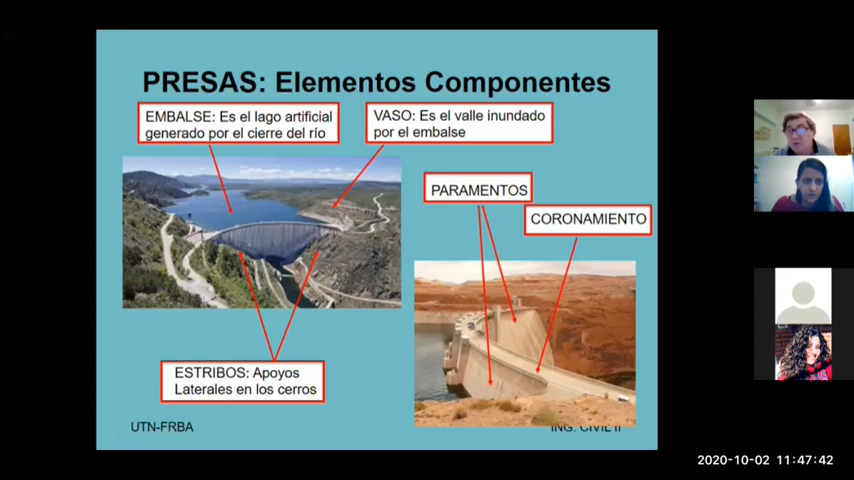 PRESAS: Elementos Componentes
EMBALSE: Es el lago artificial
generado por el cierre del río
VASO: Es el valle inundado
por el embalse
PARAMENTOS
CORONAMIENTO
ESTRIBOS: Apoyos
Laterales en los cerros
UTN-FRBA
ING. CIVIL II
2020-10-02 11:47:42